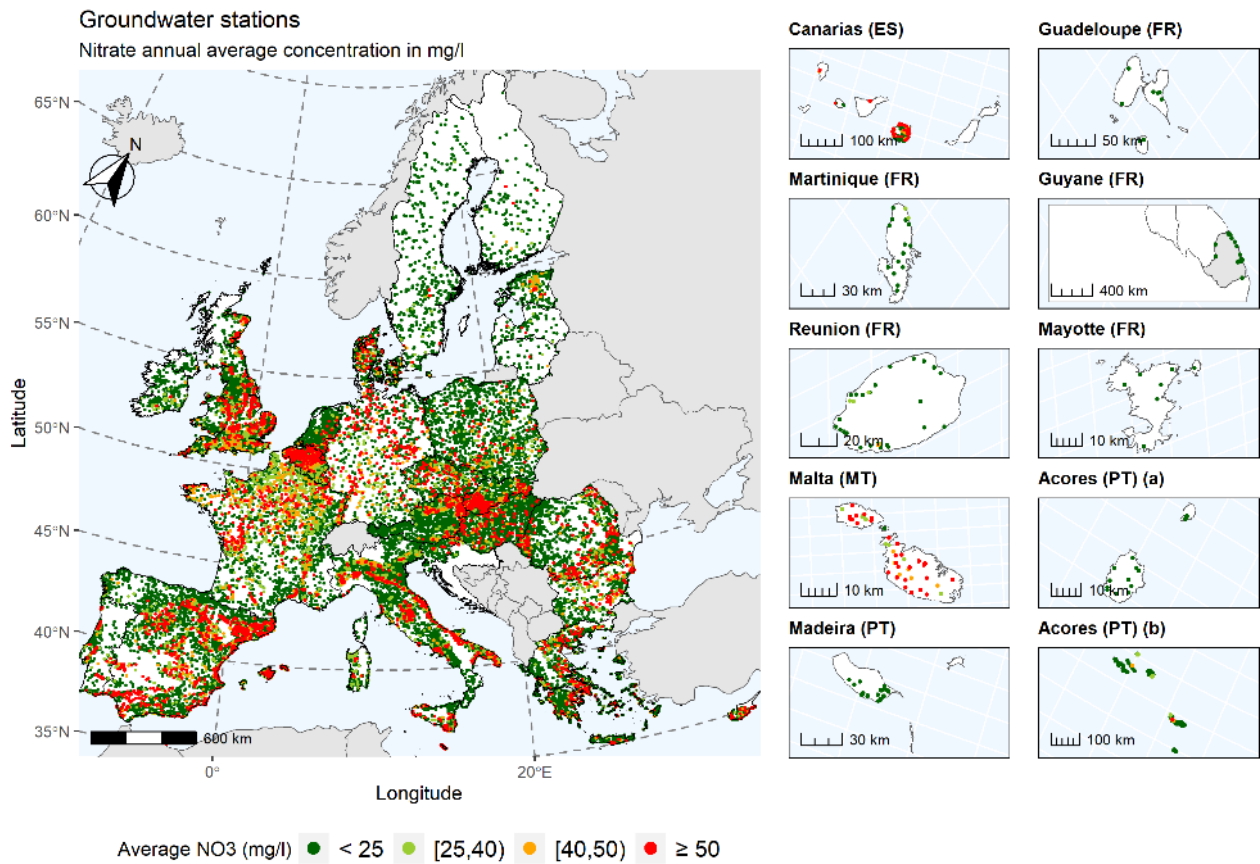 Groundwater stations
Nitrate annual average concentration in mg/l
65°N
60°N
55°N
50°N
45°N
40°N
35°N
N
Latitude
600 km
0°
20°E
Longitude
Canarias (ES)
100 km
Guadeloupe (FR)
50 km
Martinique (FR)
30 km
Guyane (FR)
400 km
Reunion (FR)
20 km
Mayotte (FR)
10 km
Malta (MT)
10 km
Acores (PT) (a)
10 km
Madeira (PT)
30 km
Acores (PT) (b)
100 km
Average NO3 (mg/l) < 25 [25,40) [40,50) ≥ 50